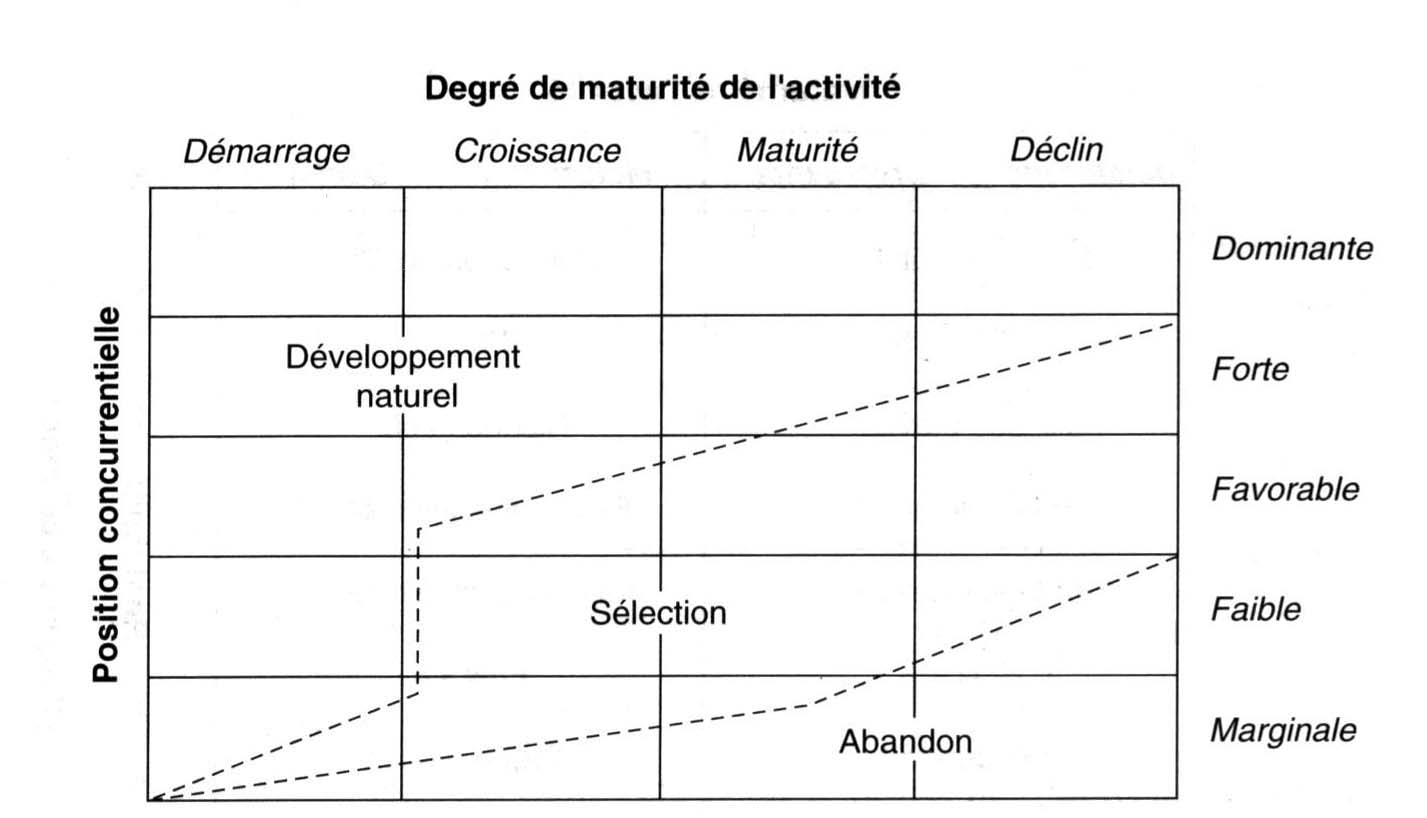 Degré de maturité de l'activité
Démarrage Croissance Maturité Déclin
Dominante
Développement
naturel
Forte
Position concurrentielle
Favorable
Sélection
Faible
Abandon
Marginale